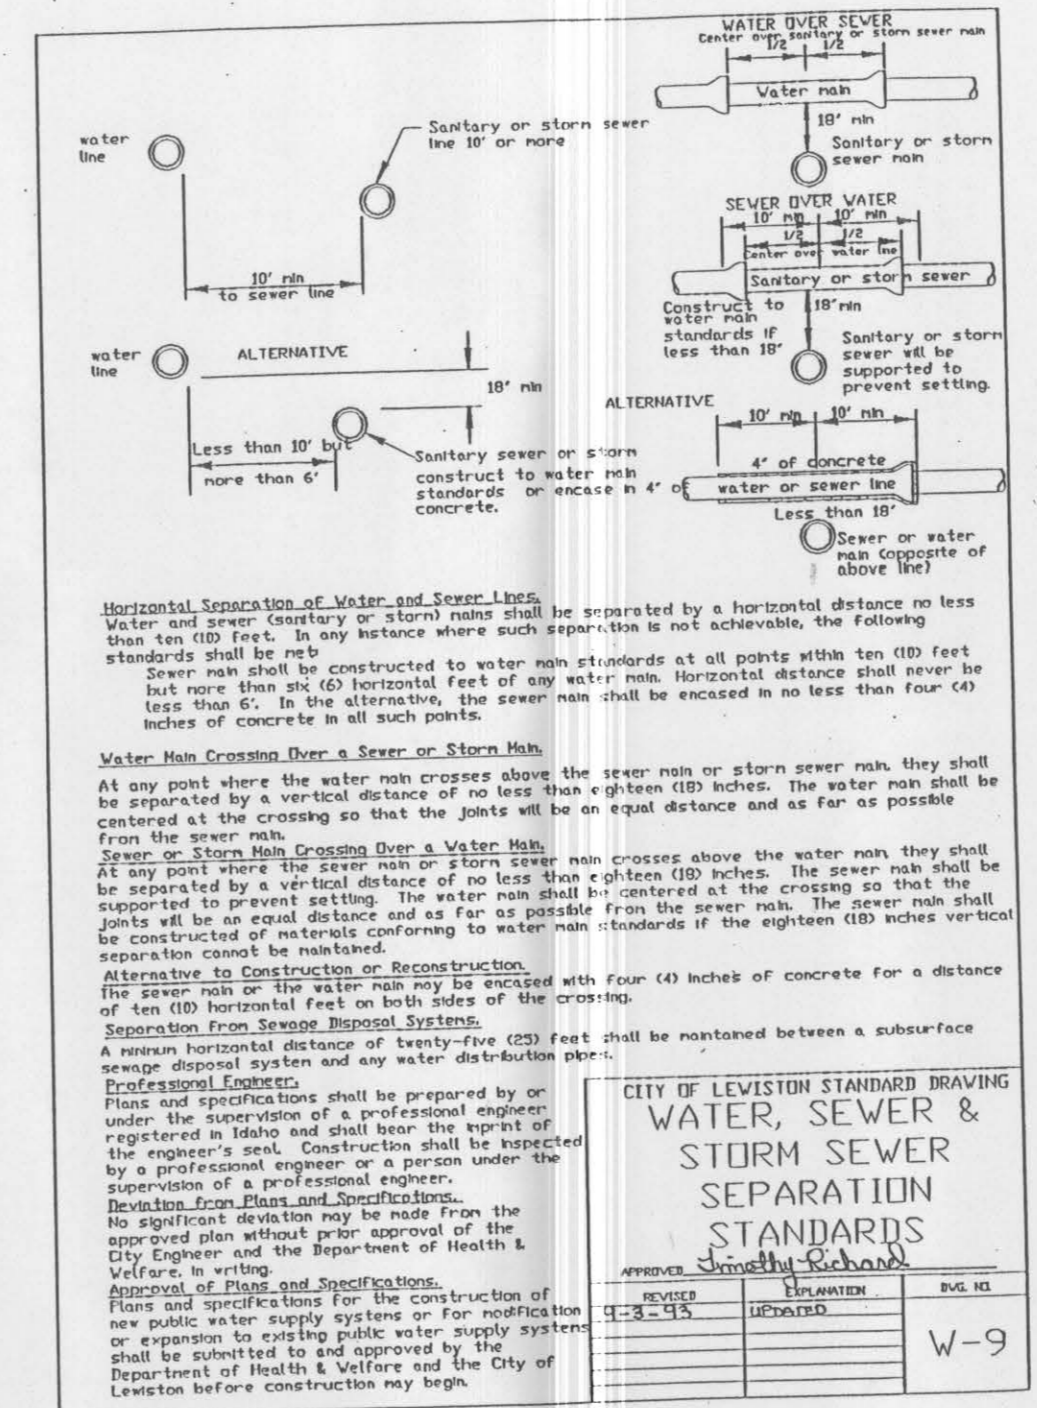 water
line
Sanitary or storm sewer
line 10' or more
10' min
to sewer line
water
line
ALTERNATIVE
18" min
Less than 10' but
more than 6'
Sanitary sewer or storm
construct to water main
standards or encase in 4" of
concrete.
WATER OVER SEWER
Center over sanitary or storm sewer main
1/2 1/2
Water main
18" min
Sanitary or storm
sewer main
SEWER OVER WATER
10' min 10' min
1/2 1/2
Center over water line
Sanitary or storm sewer
Construct to
water main
standards if
less than 18"
18" min
Sanitary or storm
sewer will be
supported to
prevent settling.
ALTERNATIVE
10' min 10' min
4" of concrete
water or sewer line
Less than 18"
Sewer or water
main (opposite of
above line)
Horizontal Separation of Water and Sewer Lines.
Water and sewer (sanitary or storm) mains shall be separated by a horizontal distance no less
than ten (10) feet. In any instance where such separation is not achievable, the following
standards shall be met:
Sewer main shall be constructed to water main standards at all points within ten (10) feet
but more than six (6) horizontal feet of any water main. Horizontal distance shall never be
less than 6'. In the alternative, the sewer main shall be encased in no less than four (4)
inches of concrete in all such points.
Water Main Crossing Over a Sewer or Storm Main.
At any point where the water main crosses above the sewer main or storm sewer main, they shall
be separated by a vertical distance of no less than eighteen (18) inches. The water main shall be
centered at the crossing so that the joints will be an equal distance and as far as possible
from the sewer main.
Sewer or Storm Main Crossing Over a Water Main.
At any point where the sewer main or storm sewer main crosses above the water main, they shall
be separated by a vertical distance of no less than eighteen (18) inches. The sewer main shall be
supported to prevent settling. The water main shall be centered at the crossing so that the
joints will be an equal distance and as far as possible from the sewer main. The sewer main shall
be constructed of materials conforming to water main standards if the eighteen (18) inches vertical
separation cannot be maintained.
Alternative to Construction or Reconstruction.
The sewer main or the water main may be encased with four (4) inches of concrete for a distance
of ten (10) horizontal feet on both sides of the crossing.
Separation From Sewage Disposal Systems.
A minimum horizontal distance of twenty-five (25) feet shall be maintained between a subsurface
sewage disposal system and any water distribution pipes.
Professional Engineer.
Plans and specifications shall be prepared by or
under the supervision of a professional engineer
registered in Idaho and shall bear the imprint of
the engineer's seal. Construction shall be inspected
by a professional engineer or a person under the
supervision of a professional engineer.
Deviation from Plans and Specifications.
No significant deviation may be made from the
approved plan without prior approval of the
City Engineer and the Department of Health &
Welfare, in writing.
Approval of Plans and Specifications.
Plans and specifications for the construction of
new public water supply systems or for modification
or expansion to existing public water supply systems
shall be submitted to and approved by the
Department of Health & Welfare and the City of
Lewiston before construction may begin.
CITY OF LEWISTON STANDARD DRAWING
WATER, SEWER &
STORM SEWER
SEPARATION
STANDARDS
APPROVED Timothy Richard
REVISED EXPLANATION DWG. NO.
9-3-93 UPDATED
W-9